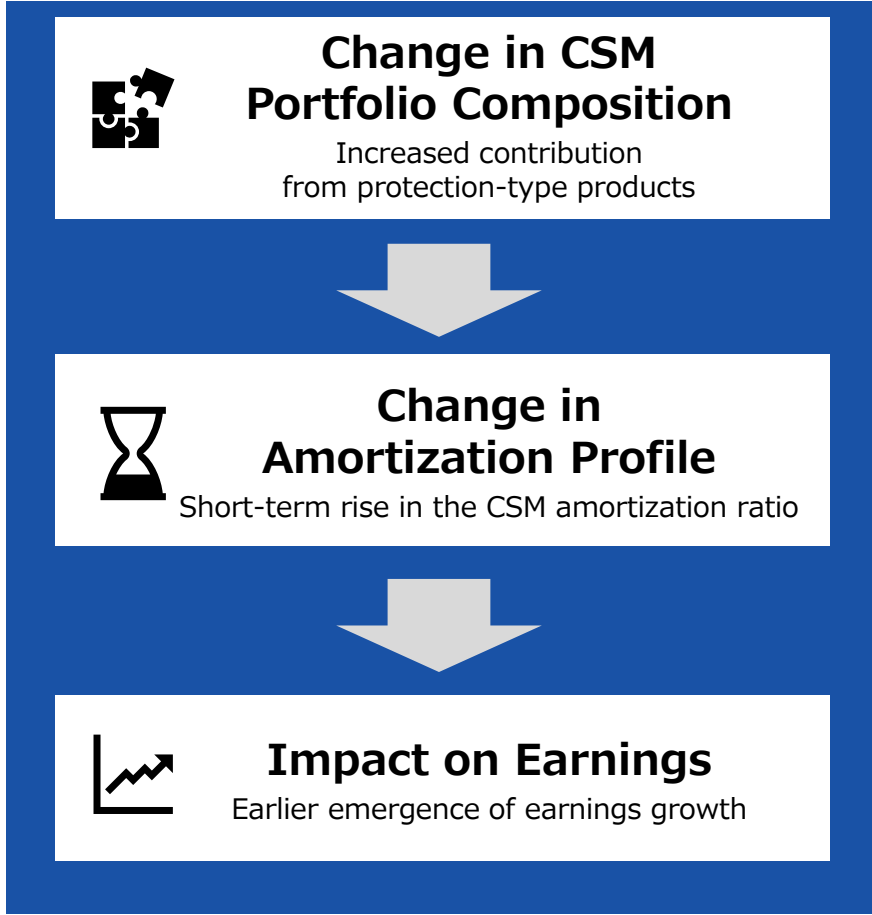 Change in CSM
Portfolio Composition
Increased contribution
from protection-type products
Change in
Amortization Profile
Short-term rise in the CSM amortization ratio
Impact on Earnings
Earlier emergence of earnings growth